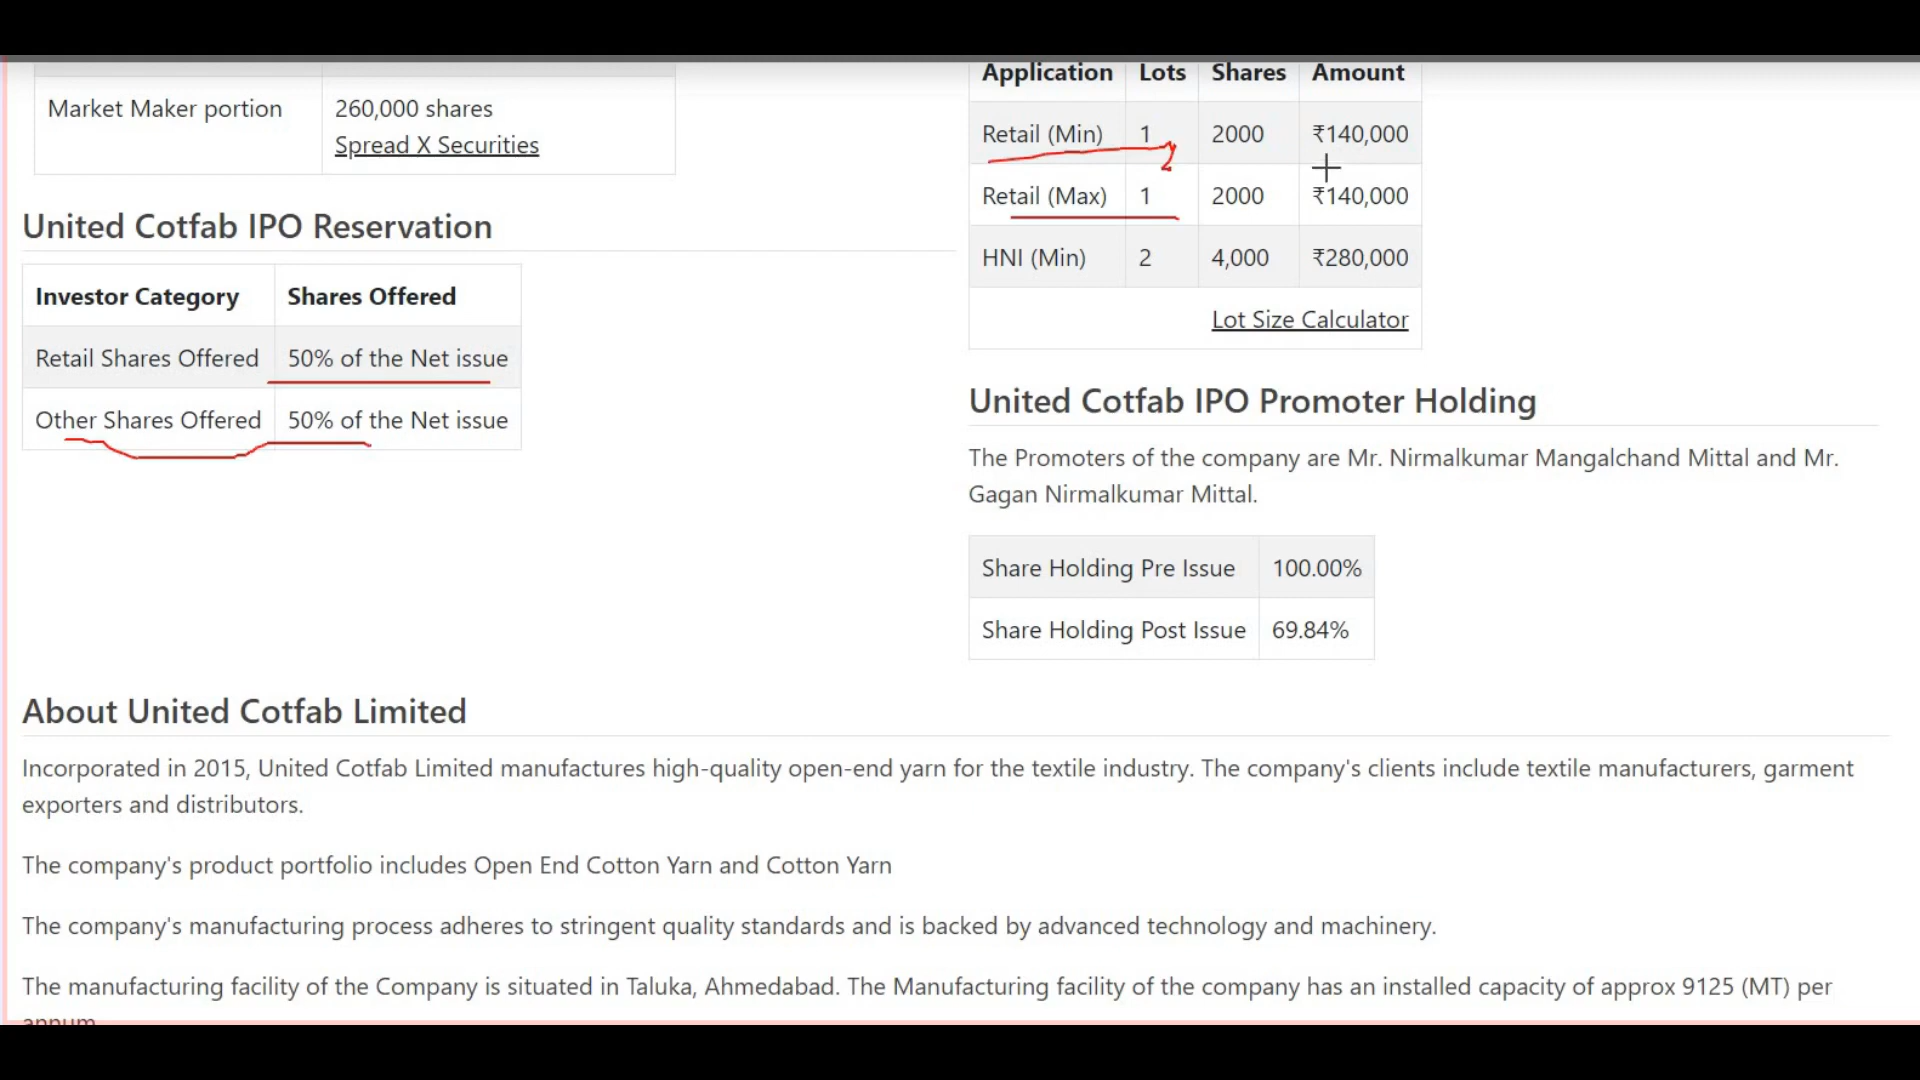 Market Maker portion 260,000 shares
Spread X Securities
United Cotfab IPO Reservation
Investor Category Shares Offered
Retail Shares Offered 50% of the Net issue
Other Shares Offered 50% of the Net issue
Application Lots Shares Amount
Retail (Min) 1 2000 ₹140,000
Retail (Max) 1 2000 ₹140,000
HNI (Min) 2 4,000 ₹280,000
Lot Size Calculator
United Cotfab IPO Promoter Holding
The Promoters of the company are Mr. Nirmalkumar Mangalchand Mittal and Mr.
Gagan Nirmalkumar Mittal.
Share Holding Pre Issue 100.00%
Share Holding Post Issue 69.84%
About United Cotfab Limited
Incorporated in 2015, United Cotfab Limited manufactures high-quality open-end yarn for the textile industry. The company's clients include textile manufacturers, garment
exporters and distributors.
The company's product portfolio includes Open End Cotton Yarn and Cotton Yarn
The company's manufacturing process adheres to stringent quality standards and is backed by advanced technology and machinery.
The manufacturing facility of the Company is situated in Taluka, Ahmedabad. The Manufacturing facility of the company has an installed capacity of approx 9125 (MT) per
annum